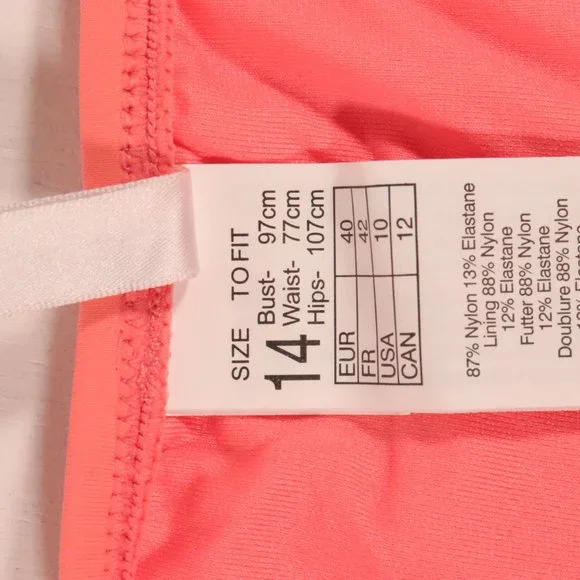 SIZE TO FIT
14 Bust- 97cm
Waist- 77cm
Hips- 107cm
EUR 40
FR 42
USA 10
CAN 12
87% Nylon 13% Elastane
Lining 88% Nylon
12% Elastane
Futter 88% Nylon
12% Elastane
Doublure 88% Nylon